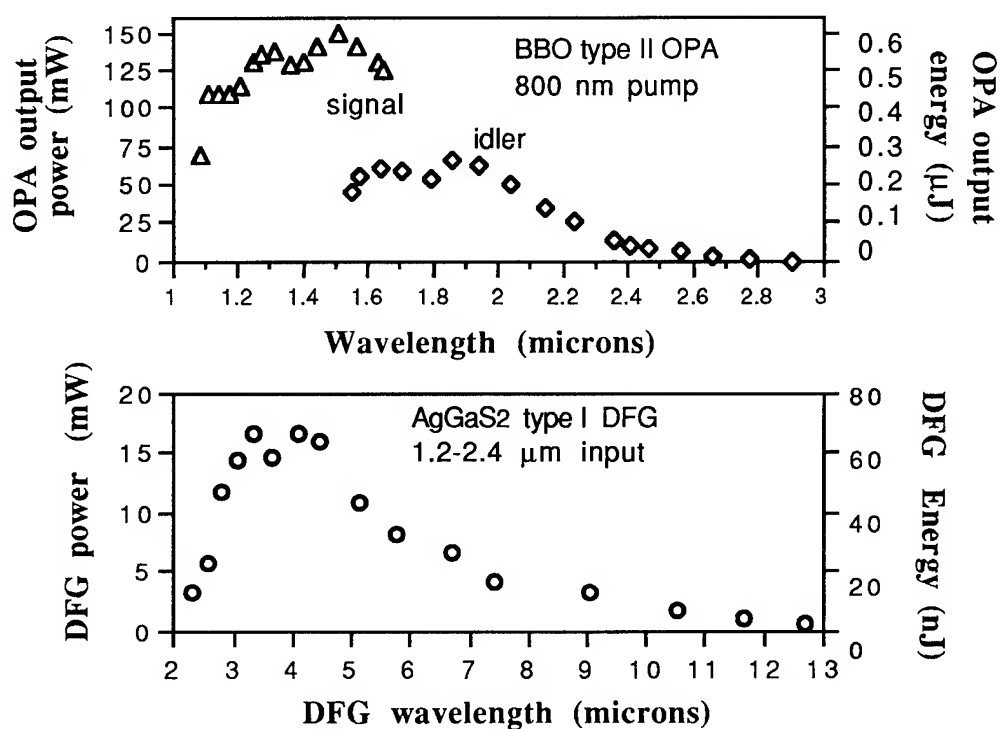 OPA output
power (mW)
150
125
100
75
50
25
0
BBO type II OPA
800 nm pump
signal
idler
0.6
0.5
0.4
0.3
0.2
0.1
0
OPA output
energy (μJ)
1 1.2 1.4 1.6 1.8 2 2.2 2.4 2.6 2.8 3
Wavelength (microns)
DFG power (mW)
20
15
10
5
0
AgGaS2 type I DFG
1.2-2.4 μm input
80
60
40
20
0
DFG Energy (nJ)
2 3 4 5 6 7 8 9 10 11 12 13
DFG wavelength (microns)